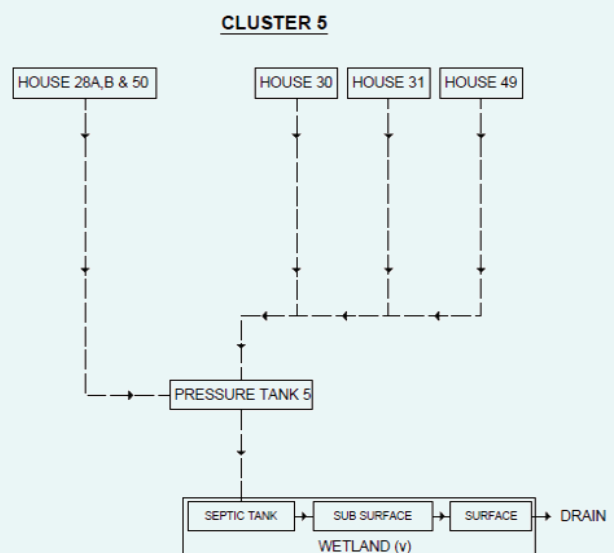 CLUSTER 5
HOUSE 28A,B & 50
HOUSE 30
HOUSE 31
HOUSE 49
PRESSURE TANK 5
SEPTIC TANK
SUB SURFACE
SURFACE
DRAIN
WETLAND (v)